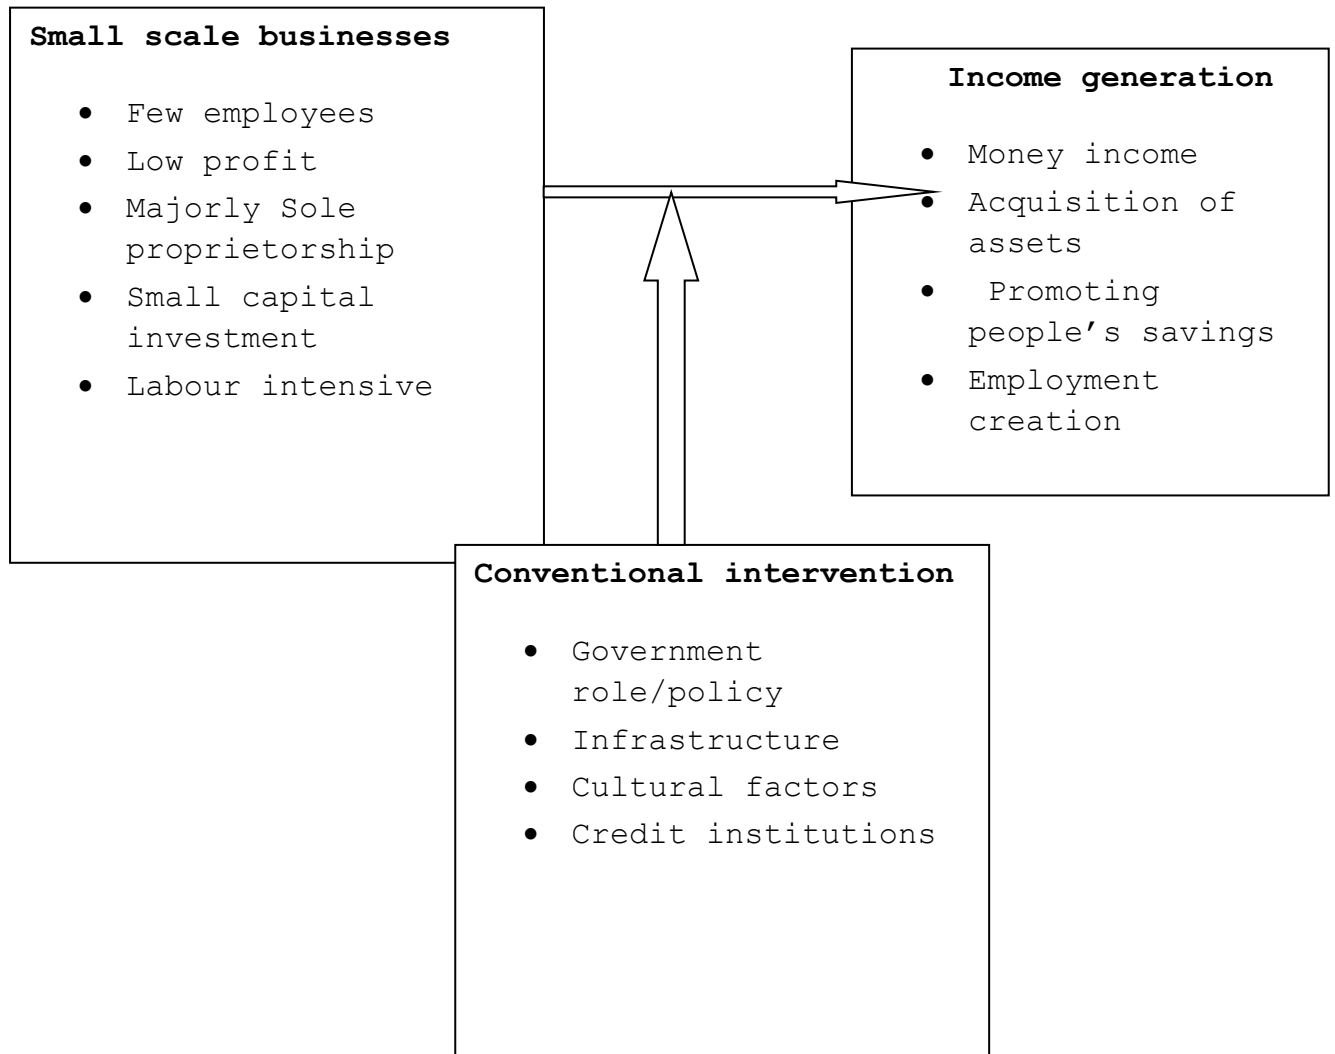 Small scale businesses
• Few employees
• Low profit
• Majorly Sole
proprietorship
• Small capital
investment
• Labour intensive
Income generation
• Money income
• Acquisition of
assets
• Promoting
people’s savings
• Employment
creation
Conventional intervention
• Government
role/policy
• Infrastructure
• Cultural factors
• Credit institutions